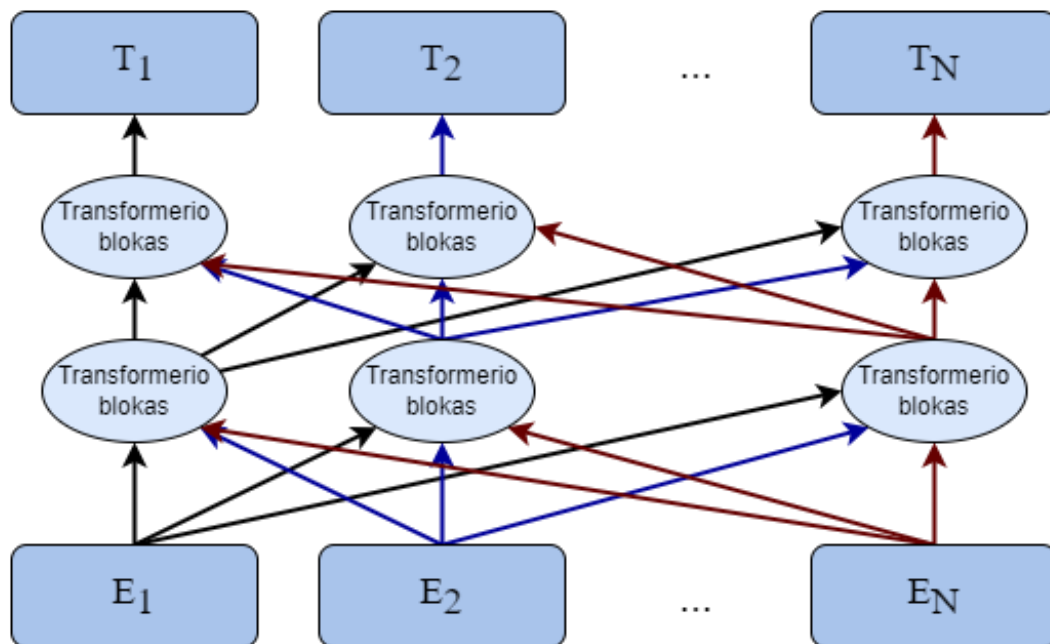 T1 T2 ... TN
Transformerio Transformerio Transformerio
blokas blokas blokas
Transformerio Transformerio Transformerio
blokas blokas blokas
E1 E2 ... EN